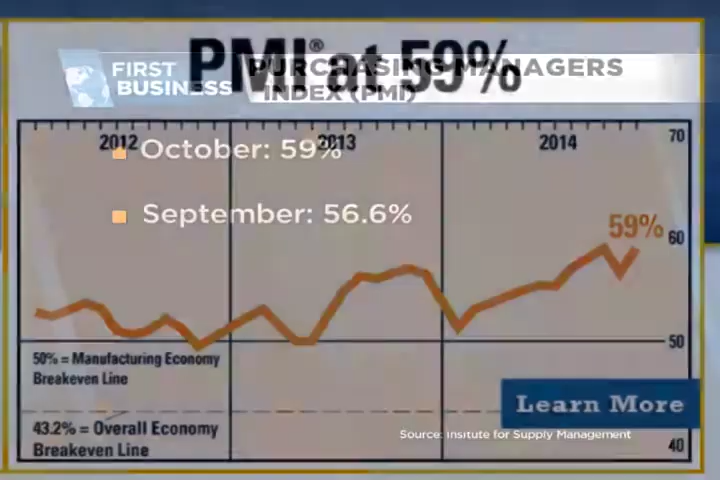 PMI® at 59%
FIRST
BUSINESS
PURCHASING MANAGERS
INDEX (PMI)
2012
2013
2014
70
October: 59%
September: 56.6%
59%
60
50
50% = Manufacturing Economy
Breakeven Line
Learn More
43.2% = Overall Economy
Breakeven Line
Source: Insitute for Supply Management
40